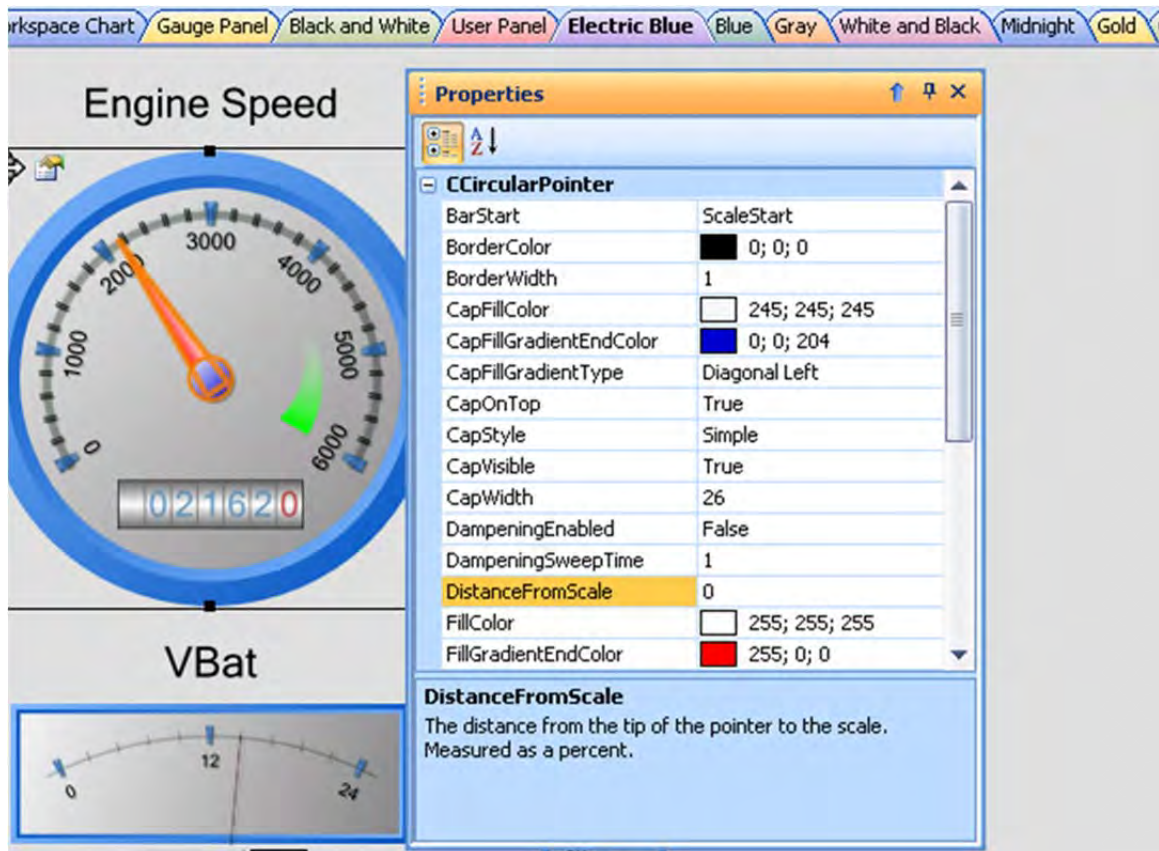 rkspace Chart Gauge Panel Black and White User Panel Electric Blue Blue Gray White and Black Midnight Gold
Engine Speed
0
1000
2000
3000
4000
5000
6000
021620
VBat
0
12
24
Properties
A
Z
CCircularPointer
BarStart ScaleStart
BorderColor 0; 0; 0
BorderWidth 1
CapFillColor 245; 245; 245
CapFillGradientEndColor 0; 0; 204
CapFillGradientType Diagonal Left
CapOnTop True
CapStyle Simple
CapVisible True
CapWidth 26
DampeningEnabled False
DampeningSweepTime 1
DistanceFromScale 0
FillColor 255; 255; 255
FillGradientEndColor 255; 0; 0
DistanceFromScale
The distance from the tip of the pointer to the scale.
Measured as a percent.